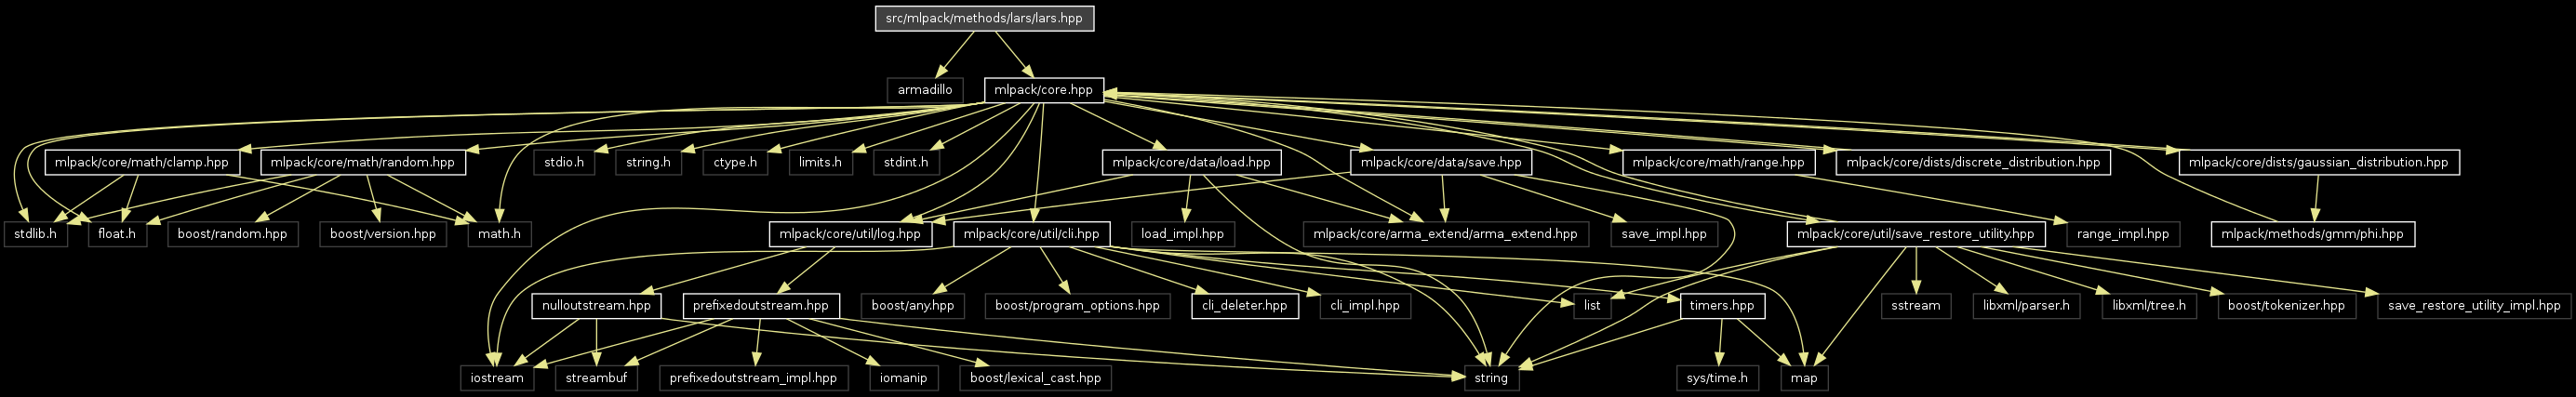 src/mlpack/methods/lars/lars.hpp
armadillo
mlpack/core.hpp
mlpack/core/math/clamp.hpp
mlpack/core/math/random.hpp
stdio.h
string.h
ctype.h
limits.h
stdint.h
mlpack/core/data/load.hpp
mlpack/core/data/save.hpp
mlpack/core/math/range.hpp
mlpack/core/dists/discrete_distribution.hpp
mlpack/core/dists/gaussian_distribution.hpp
stdlib.h
float.h
boost/random.hpp
boost/version.hpp
math.h
mlpack/core/util/log.hpp
mlpack/core/util/cli.hpp
load_impl.hpp
mlpack/core/arma_extend/arma_extend.hpp
save_impl.hpp
mlpack/core/util/save_restore_utility.hpp
range_impl.hpp
mlpack/methods/gmm/phi.hpp
nulloutstream.hpp
prefixedoutstream.hpp
boost/any.hpp
boost/program_options.hpp
cli_deleter.hpp
cli_impl.hpp
list
timers.hpp
sstream
libxml/parser.h
libxml/tree.h
boost/tokenizer.hpp
save_restore_utility_impl.hpp
iostream
streambuf
prefixedoutstream_impl.hpp
iomanip
boost/lexical_cast.hpp
string
sys/time.h
map